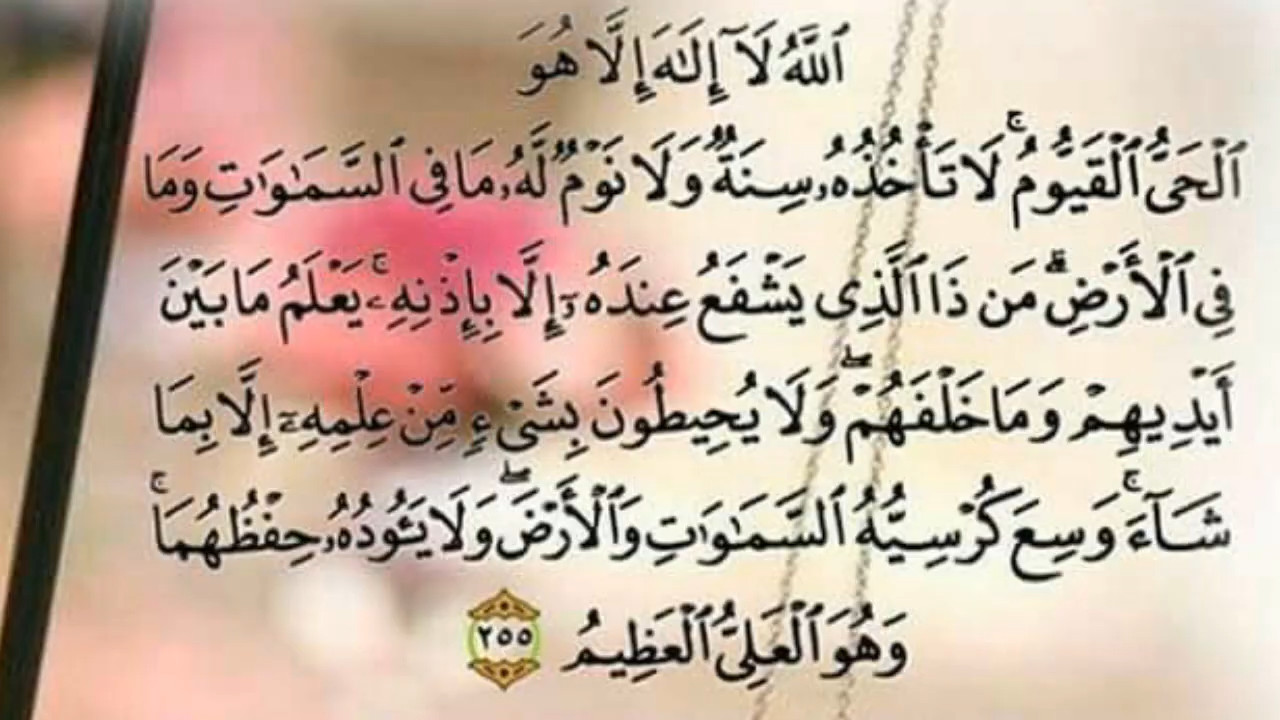 ٱللَّهُ لَآ إِلَـٰهَ إِلَّا هُوَ
ٱلْحَىُّ ٱلْقَيُّومُ ۚ لَا تَأْخُذُهُۥ سِنَةٌ وَلَا نَوْمٌ لَّهُۥ مَا فِى ٱلسَّمَـٰوَٰتِ وَمَا
فِى ٱلْأَرْضِ ۗ مَن ذَا ٱلَّذِى يَشْفَعُ عِندَهُۥٓ إِلَّا بِإِذْنِهِۦ ۚ يَعْلَمُ مَا بَيْنَ
أَيْدِيهِمْ وَمَا خَلْفَهُمْ ۖ وَلَا يُحِيطُونَ بِشَىْءٍ مِّنْ عِلْمِهِۦٓ إِلَّا بِمَا
شَآءَ ۚ وَسِعَ كُرْسِيُّهُ ٱلسَّمَـٰوَٰتِ وَٱلْأَرْضَ ۖ وَلَا يَـُٔودُهُۥ حِفْظُهُمَا ۚ
وَهُوَ ٱلْعَلِىُّ ٱلْعَظِيمُ ٢٥٥